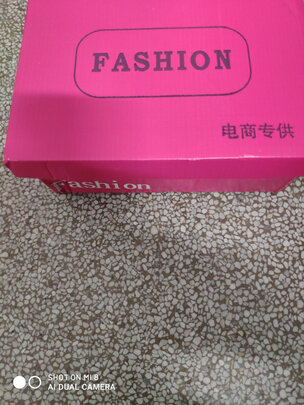 FASHION
电商专供
Fashion
SHOT ON MI 8
AI DUAL CAMERA